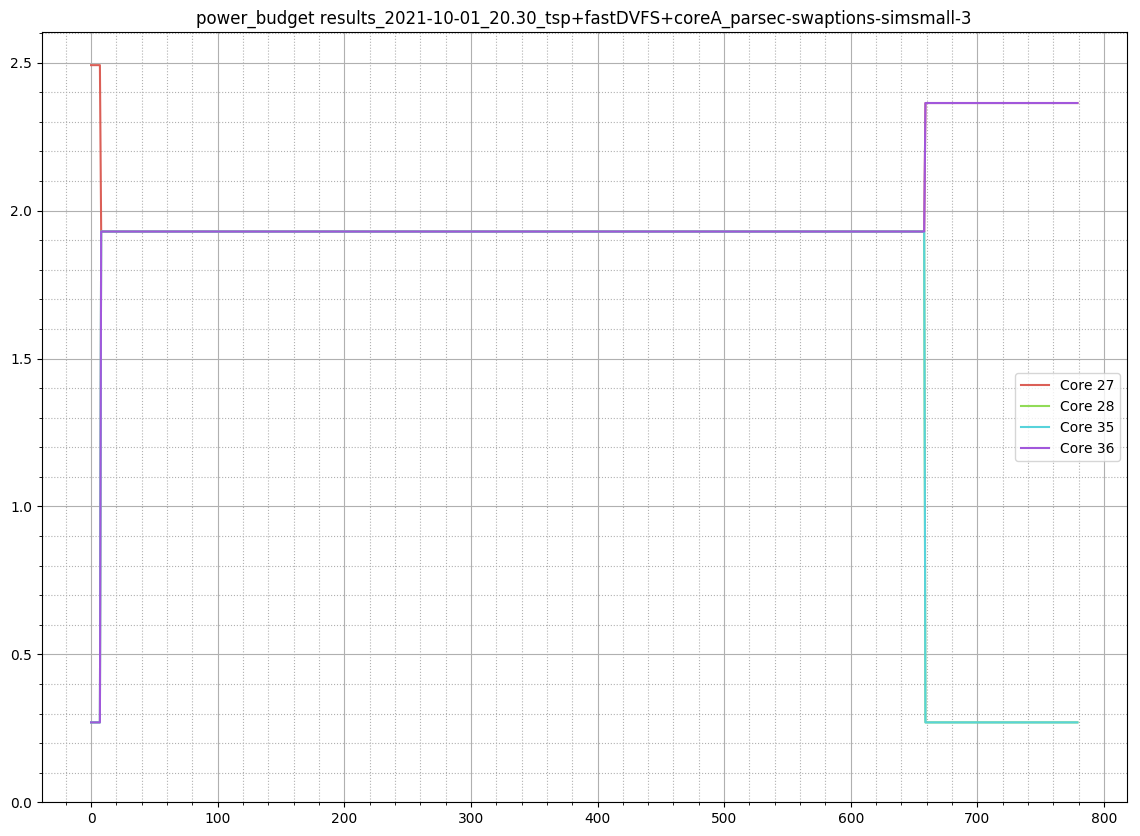 power_budget results_2021-10-01_20.30_tsp+fastDVFS+coreA_parsec-swaptions-simsmall-3
2.5
2.0
1.5
1.0
0.5
0.0
Core 27
Core 28
Core 35
Core 36
0 100 200 300 400 500 600 700 800